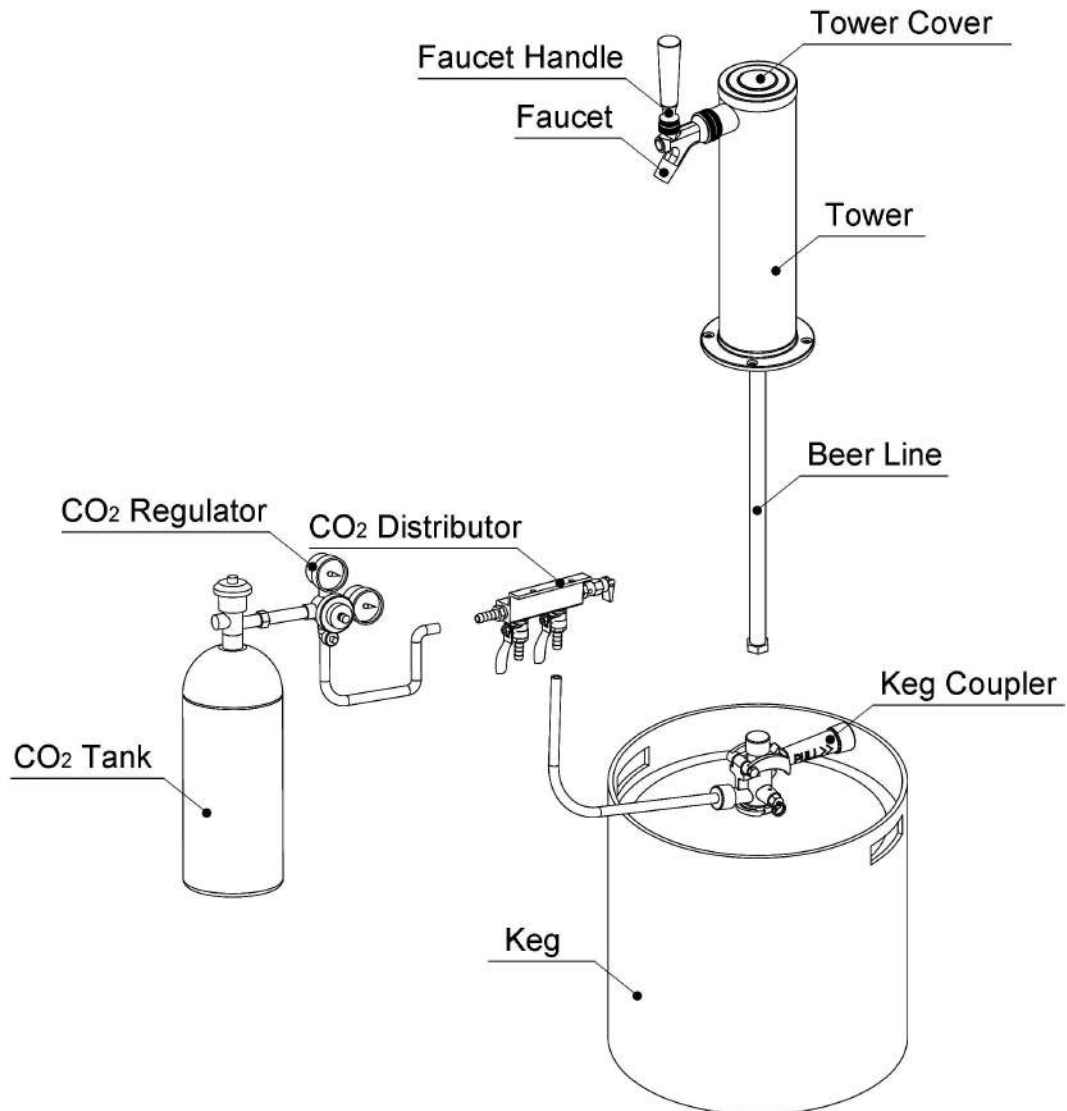 Tower Cover
Faucet Handle
Faucet
Tower
Beer Line
CO₂ Regulator
CO₂ Distributor
Keg Coupler
PULL
CO₂ Tank
Keg